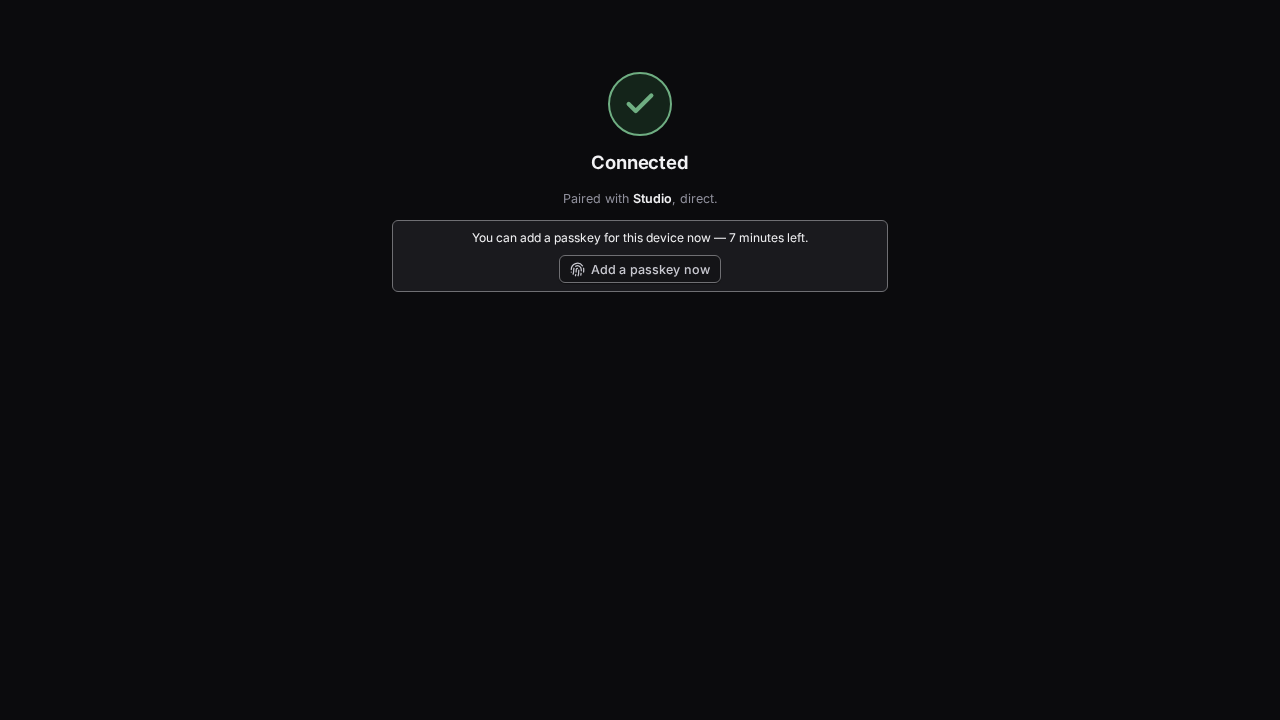 Connected
Paired with Studio, direct.
You can add a passkey for this device now — 7 minutes left.
Add a passkey now